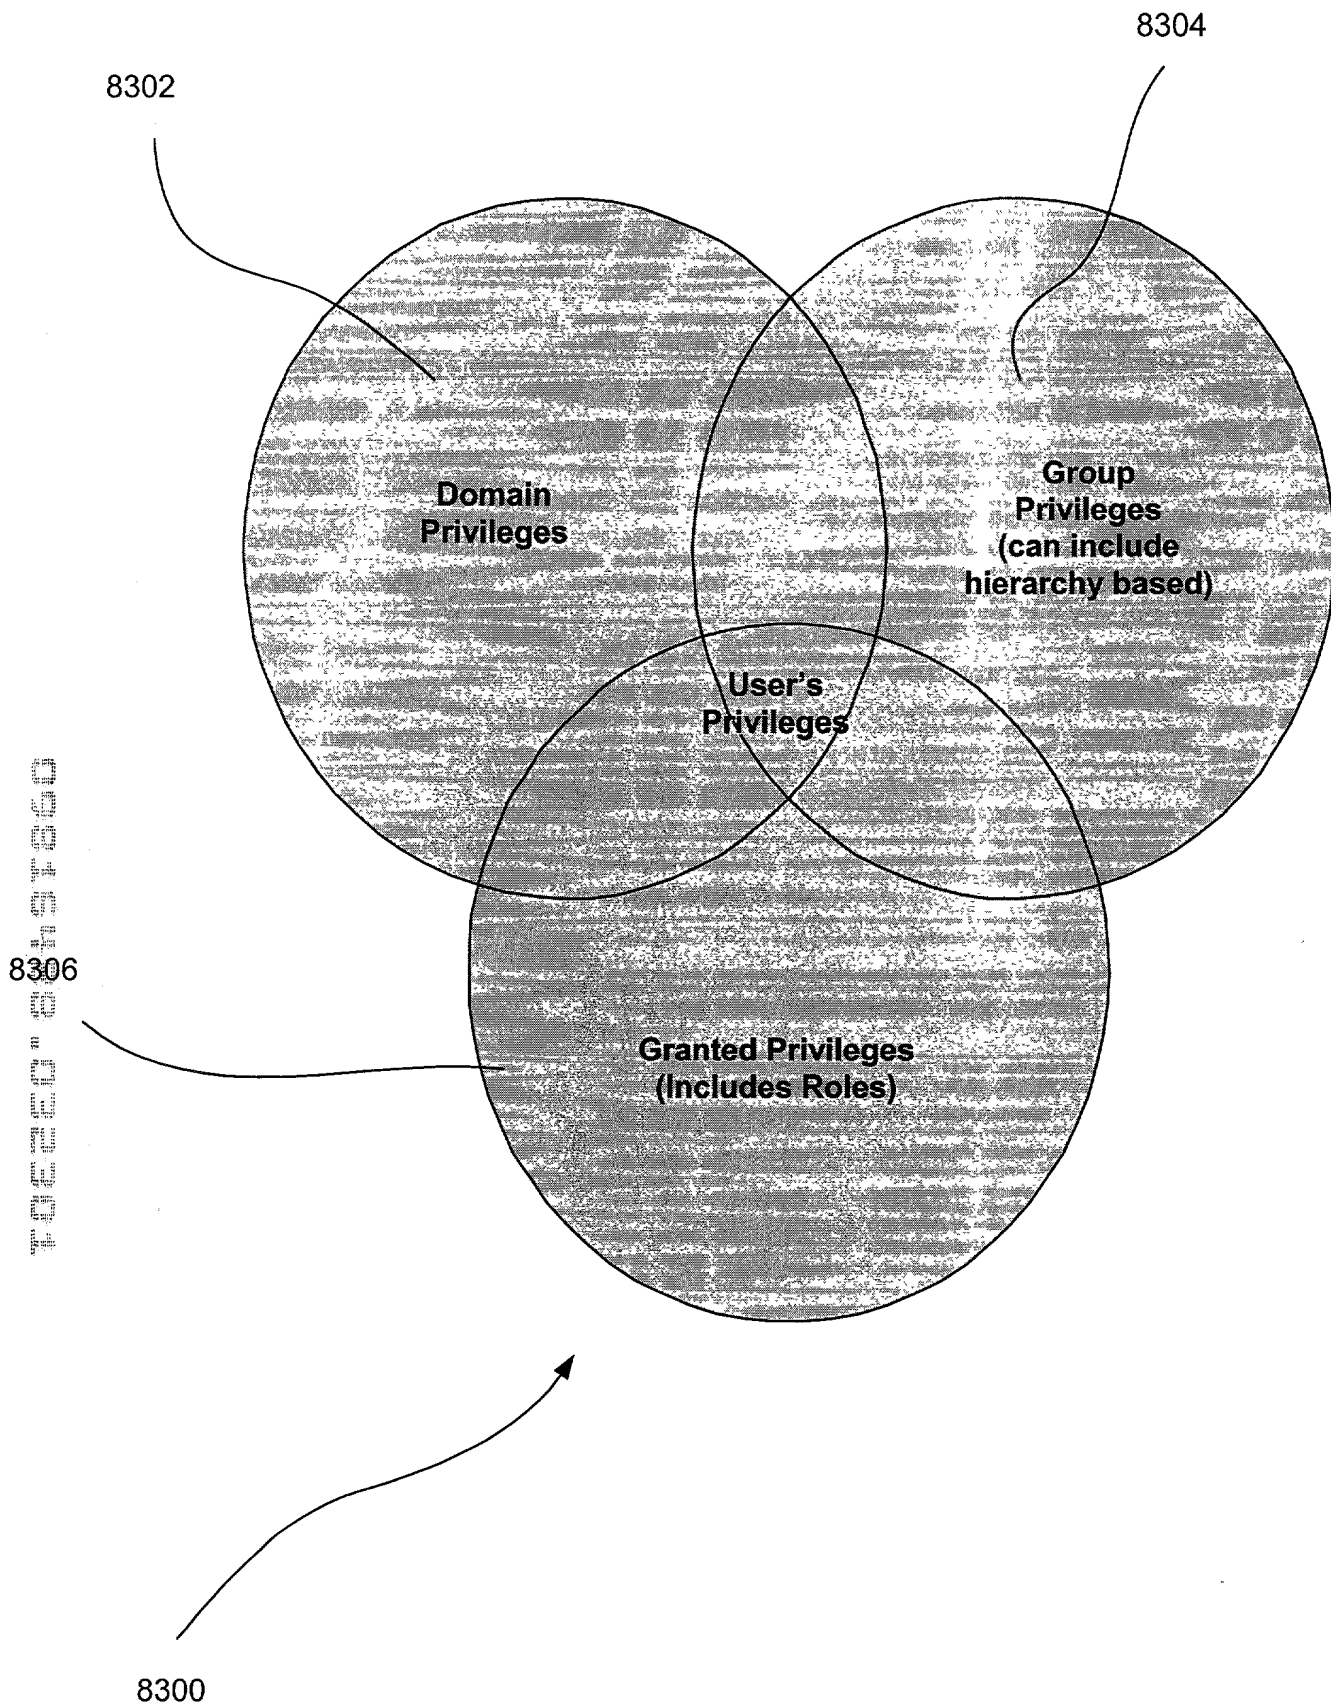 8304
8302
Domain
Privileges
Group
Privileges
(can include
hierarchy based)
User's
Privileges
8306
Granted Privileges
(Includes Roles)
8300